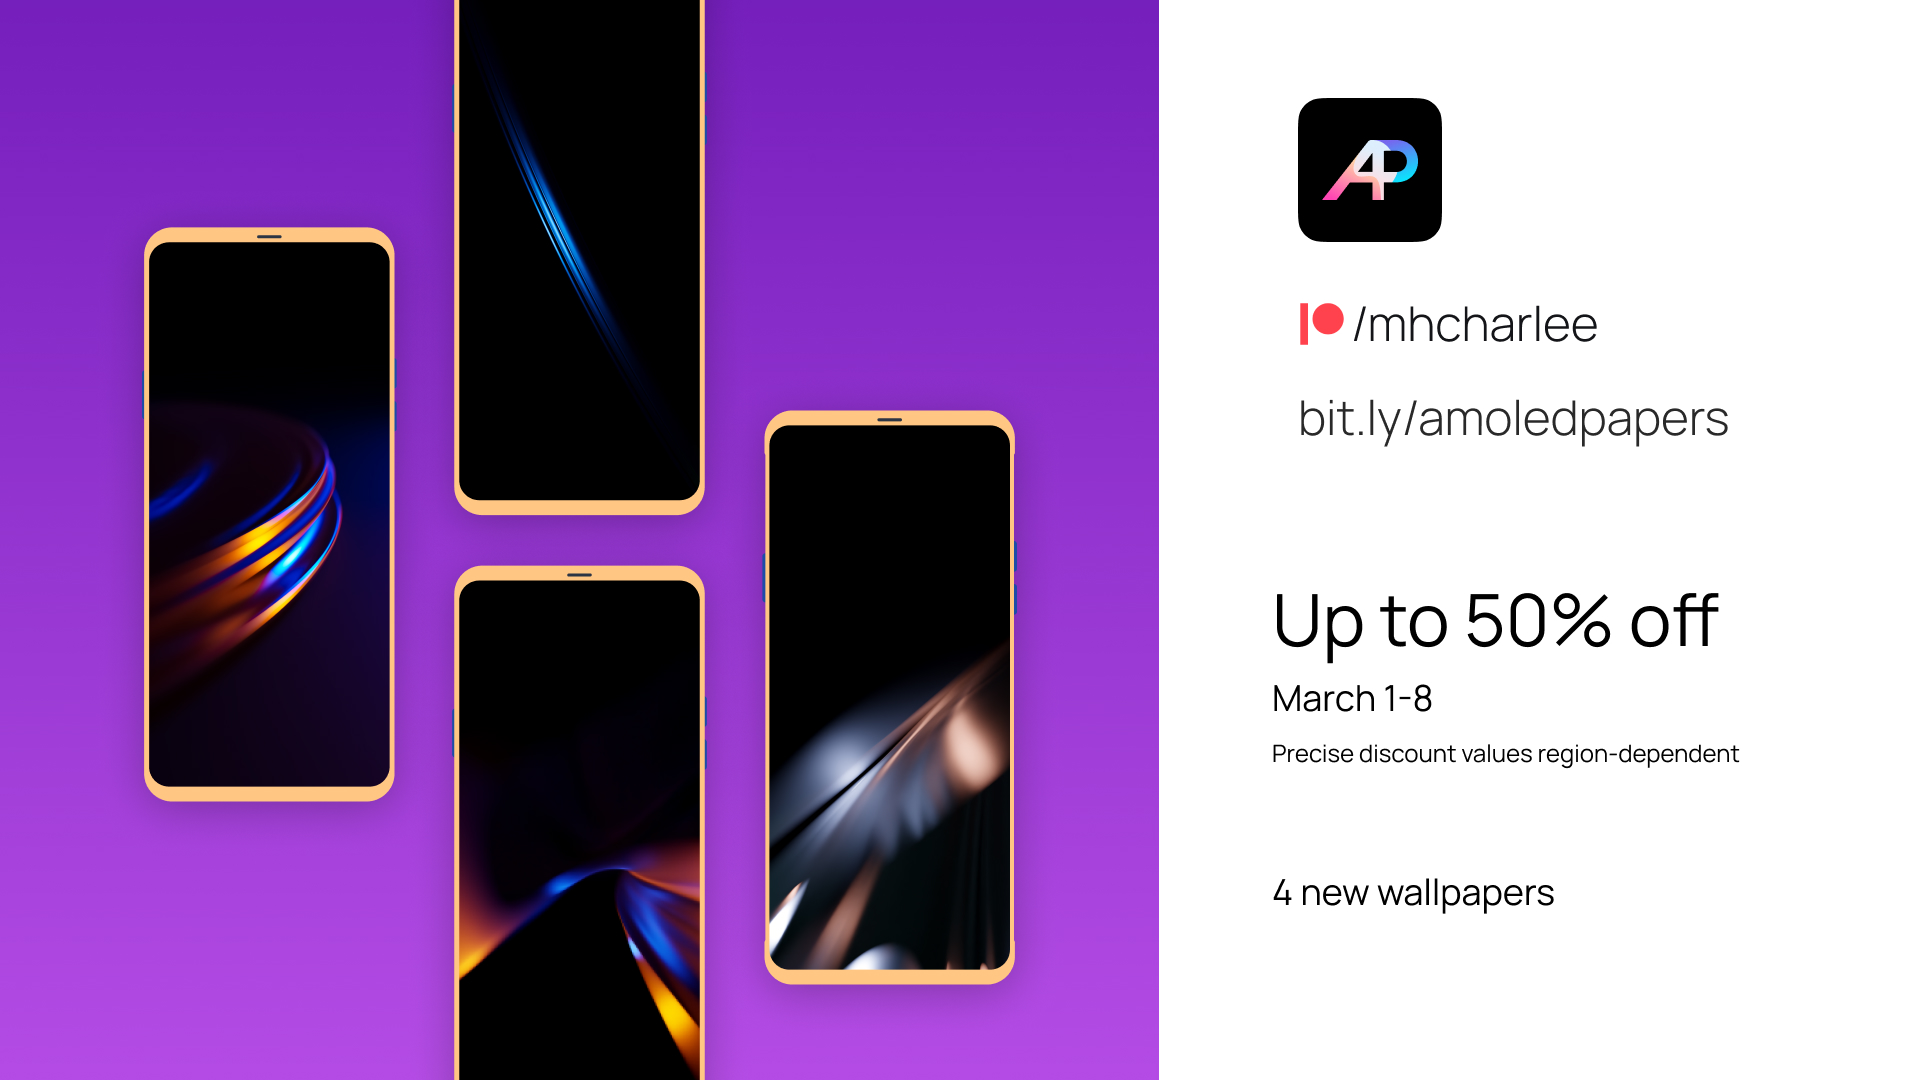 AP
/mhcharlee
bit.ly/amoledpapers
Up to 50% off
March 1-8
Precise discount values region-dependent
4 new wallpapers